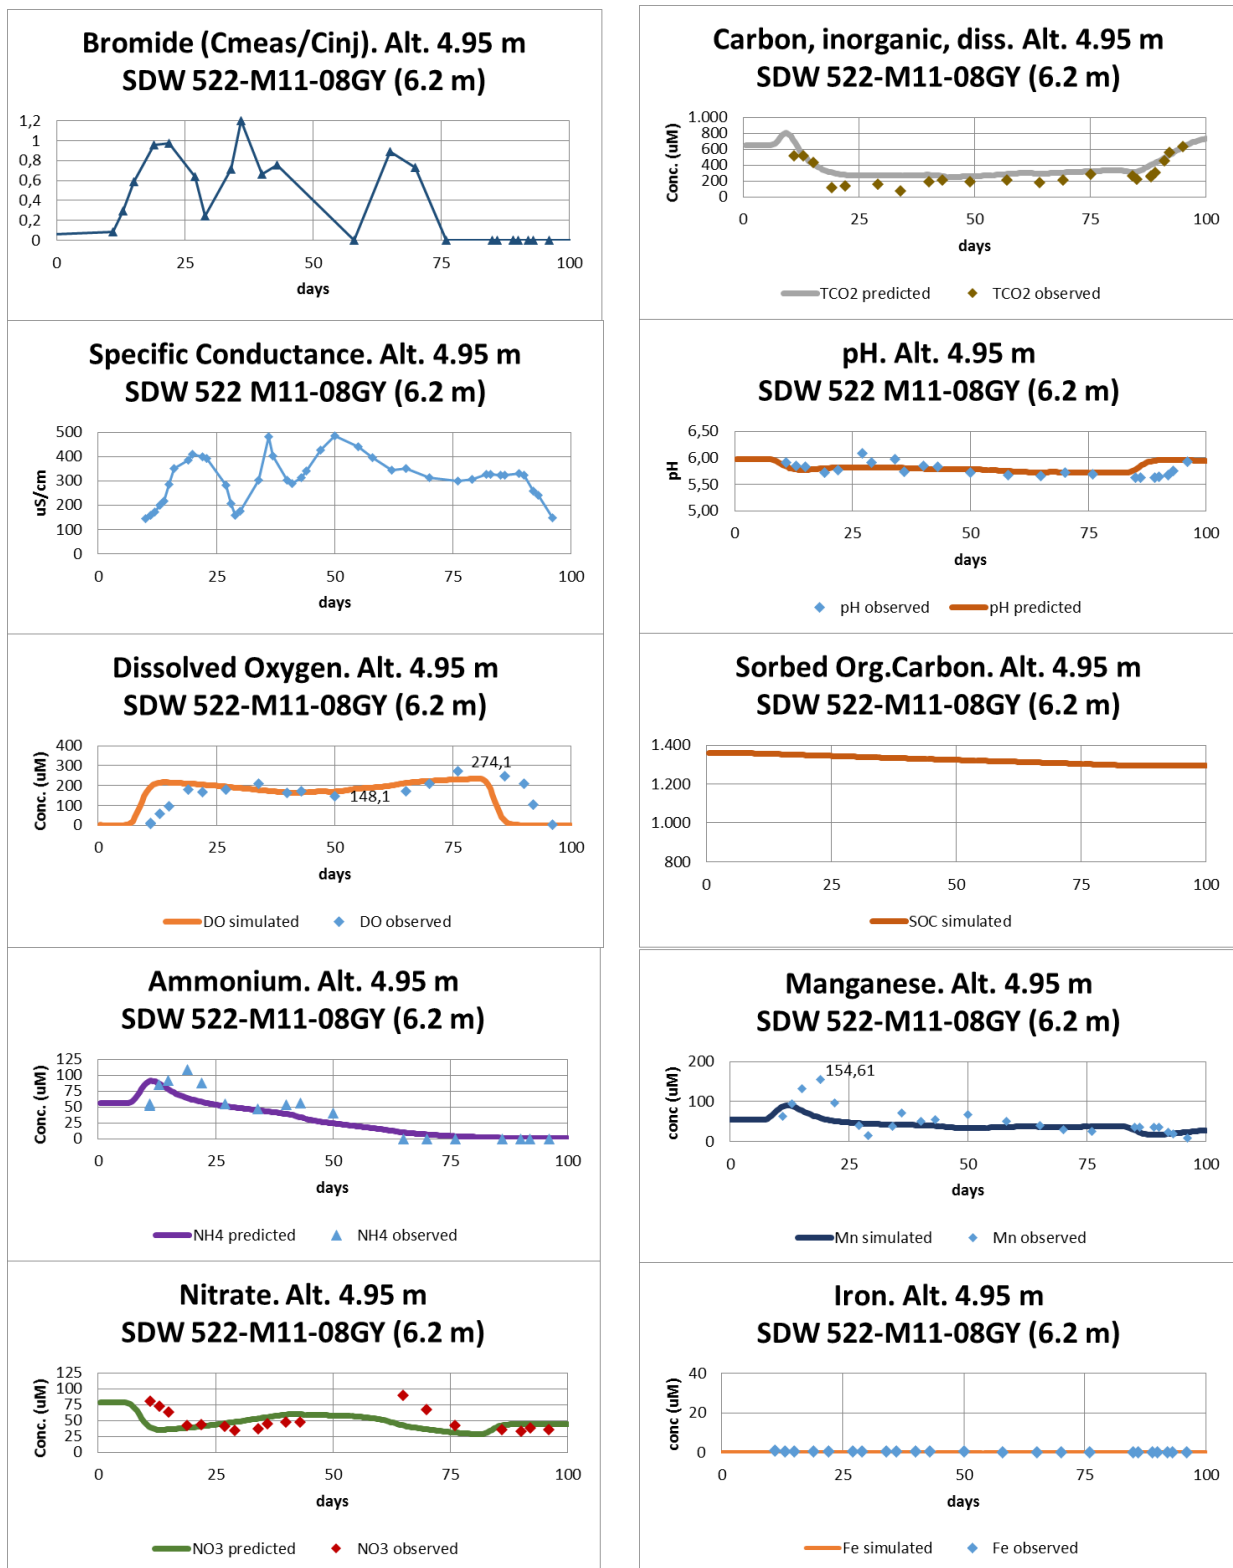 Bromide (Cmeas/Cinj). Alt. 4.95 m
SDW 522-M11-08GY (6.2 m)
1,2
1
0,8
0,6
0,4
0,2
0
0 25 50 75 100
days
Carbon, inorganic, diss. Alt. 4.95 m
SDW 522-M11-08GY (6.2 m)
Conc. (uM)
1.000
800
600
400
200
0
0 25 50 75 100
days
TCO2 predicted TCO2 observed
Specific Conductance. Alt. 4.95 m
SDW 522 M11-08GY (6.2 m)
uS/cm
500
400
300
200
100
0
0 25 50 75 100
days
pH. Alt. 4.95 m
SDW 522 M11-08GY (6.2 m)
pH
6,50
6,00
5,50
5,00
0 25 50 75 100
days
pH observed pH predicted
Dissolved Oxygen. Alt. 4.95 m
SDW 522-M11-08GY (6.2 m)
Conc. (uM)
400
300
200
100
0
274,1
148,1
0 25 50 75 100
days
DO simulated DO observed
Sorbed Org.Carbon. Alt. 4.95 m
SDW 522-M11-08GY (6.2 m)
1.400
1.200
1.000
800
0 25 50 75 100
days
SOC simulated
Ammonium. Alt. 4.95 m
SDW 522-M11-08GY (6.2 m)
Conc. (uM)
125
100
75
50
25
0
0 25 50 75 100
days
NH4 predicted NH4 observed
Manganese. Alt. 4.95 m
SDW 522-M11-08GY (6.2 m)
conc (uM)
200
100
0
154,61
0 25 50 75 100
days
Mn simulated Mn observed
Nitrate. Alt. 4.95 m
SDW 522-M11-08GY (6.2 m)
Conc. (uM)
125
100
75
50
25
0
0 25 50 75 100
days
NO3 predicted NO3 observed
Iron. Alt. 4.95 m
SDW 522-M11-08GY (6.2 m)
conc (uM)
40
20
0
0 25 50 75 100
days
Fe simulated Fe observed